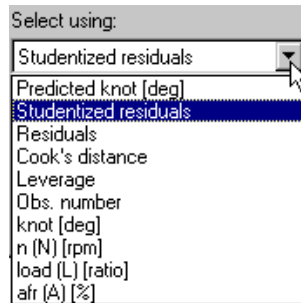 Select using:
Studentized residuals
Predicted knot [deg]
Studentized residuals
Residuals
Cook's distance
Leverage
Obs. number
knot [deg]
n (N) [rpm]
load (L) [ratio]
afr (A) [%]